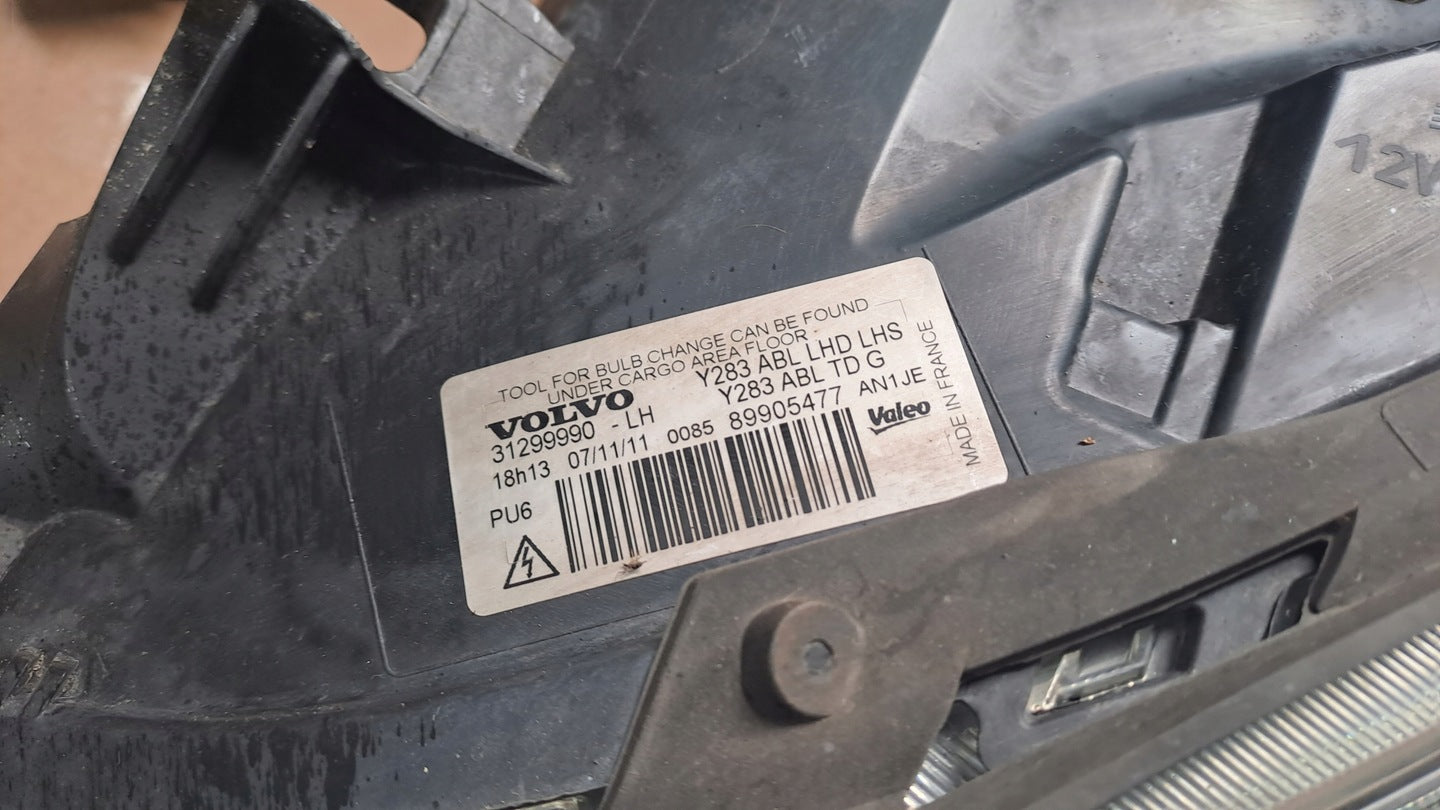 TOOL FOR BULB CHANGE CAN BE FOUND
UNDER CARGO AREA FLOOR
VOLVO Y283 ABL LHD LHS
31299990 - LH Y283 ABL TD G
18h13 07/11/11 0085 89905477 AN1JE
PU6
Valeo
MADE IN FRANCE
12V